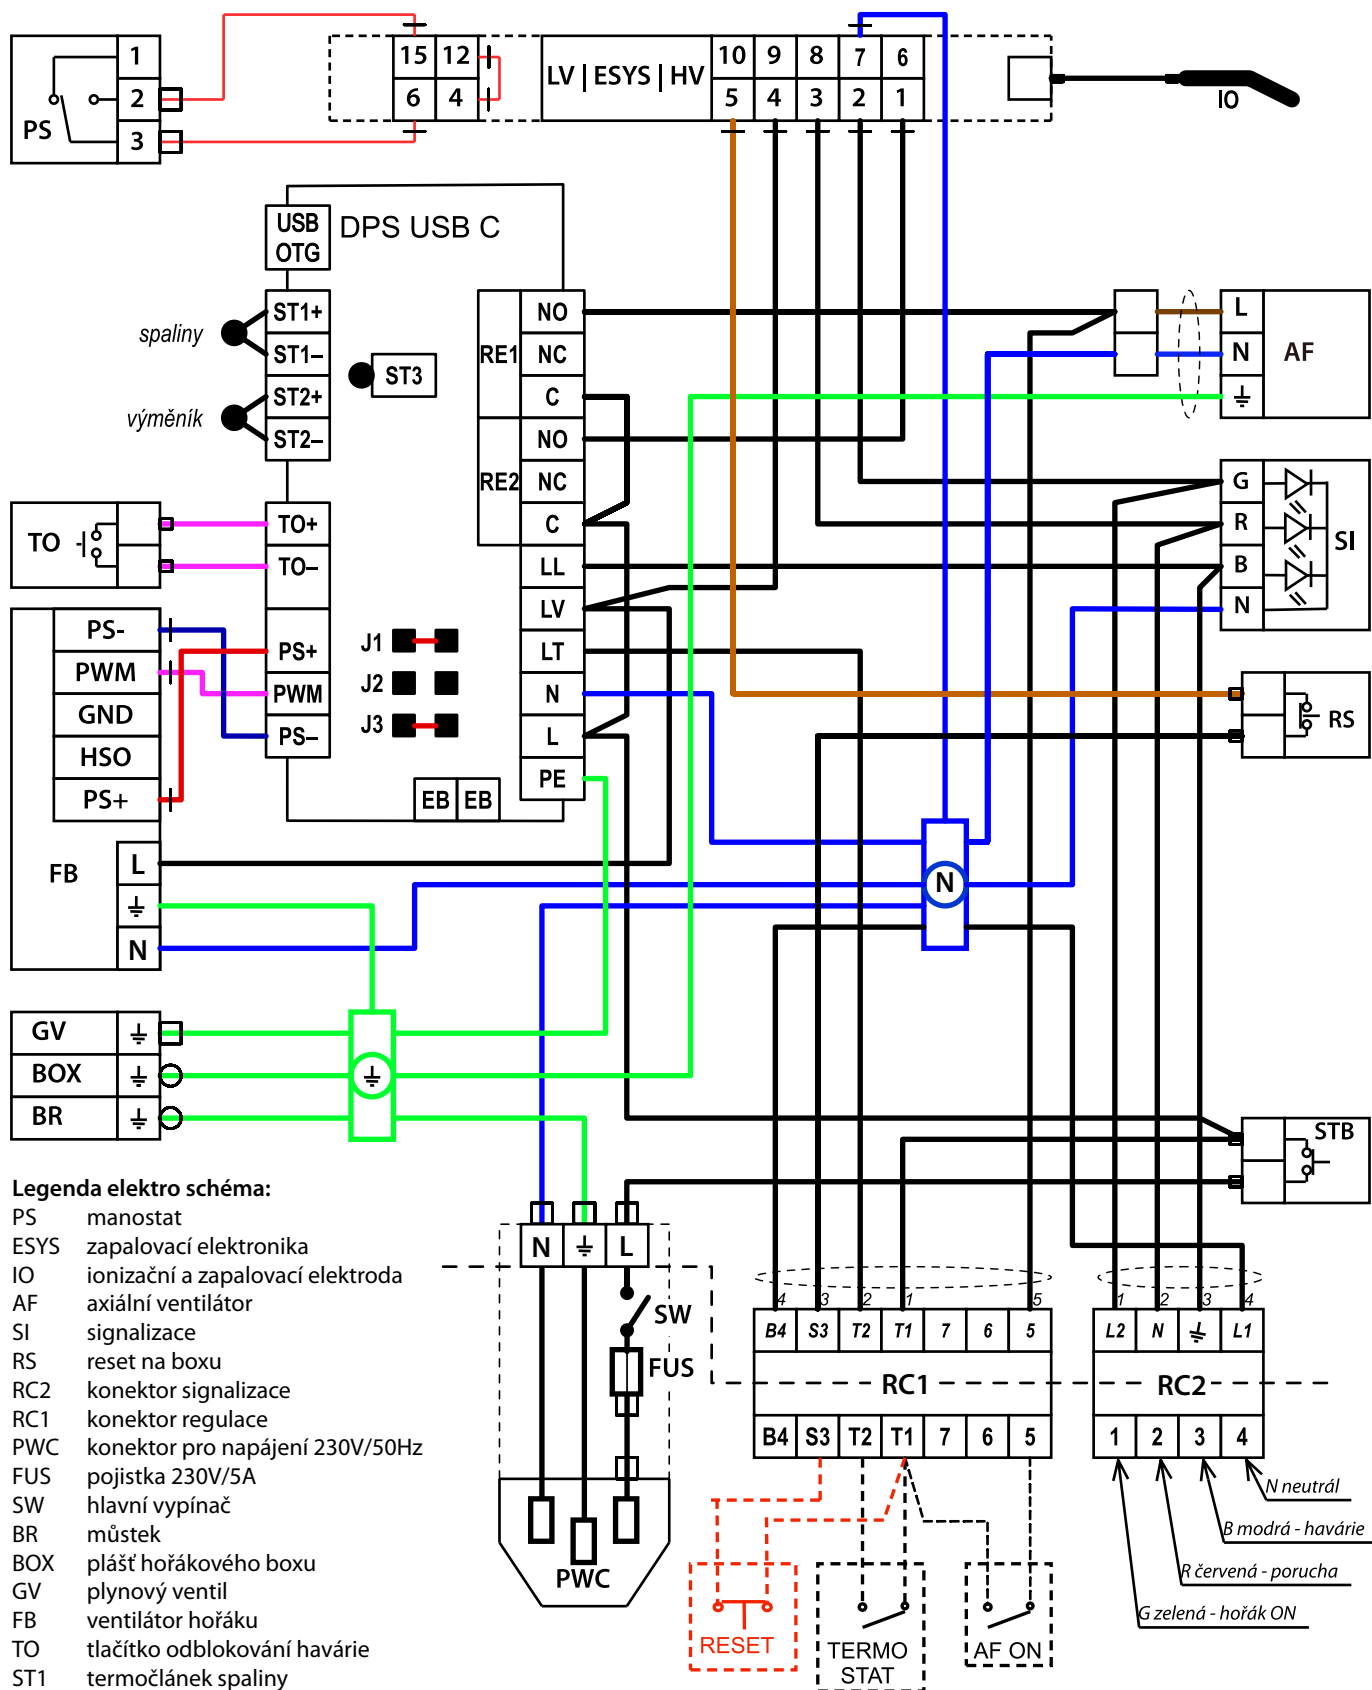 PS
1
2
3
15 12
6 4
LV | ESYS | HV
10 9 8 7 6
5 4 3 2 1
IO
USB
OTG
DPS USB C
spaliny
ST1+
ST1–
výměník
ST2+
ST2–
ST3
RE1
NO
NC
C
RE2
NO
NC
C
LL
LV
LT
N
L
PE
L
N
AF
G
R
B
N
SI
TO
TO+
TO–
PS+
PWM
PS–
J1
J2
J3
EB EB
PS-
PWM
GND
HSO
PS+
FB
L
N
RS
N
GV
BOX
BR
STB
Legenda elektro schéma:
PS manostat
ESYS zapalovací elektronika
IO ionizační a zapalovací elektroda
AF axiální ventilátor
SI signalizace
RS reset na boxu
RC2 konektor signalizace
RC1 konektor regulace
PWC konektor pro napájení 230V/50Hz
FUS pojistka 230V/5A
SW hlavní vypínač
BR můstek
BOX plášť hořákového boxu
GV plynový ventil
FB ventilátor hořáku
TO tlačítko odblokování havárie
ST1 termočlánek spaliny
N L
SW
FUS
PWC
4 3 2 1 5
B4 S3 T2 T1 7 6 5
RC1
B4 S3 T2 T1 7 6 5
1 2 3 4
L2 N L1
RC2
1 2 3 4
N neutrál
B modrá - havárie
R červená - porucha
G zelená - hořák ON
RESET
TERMO
STAT
AF ON